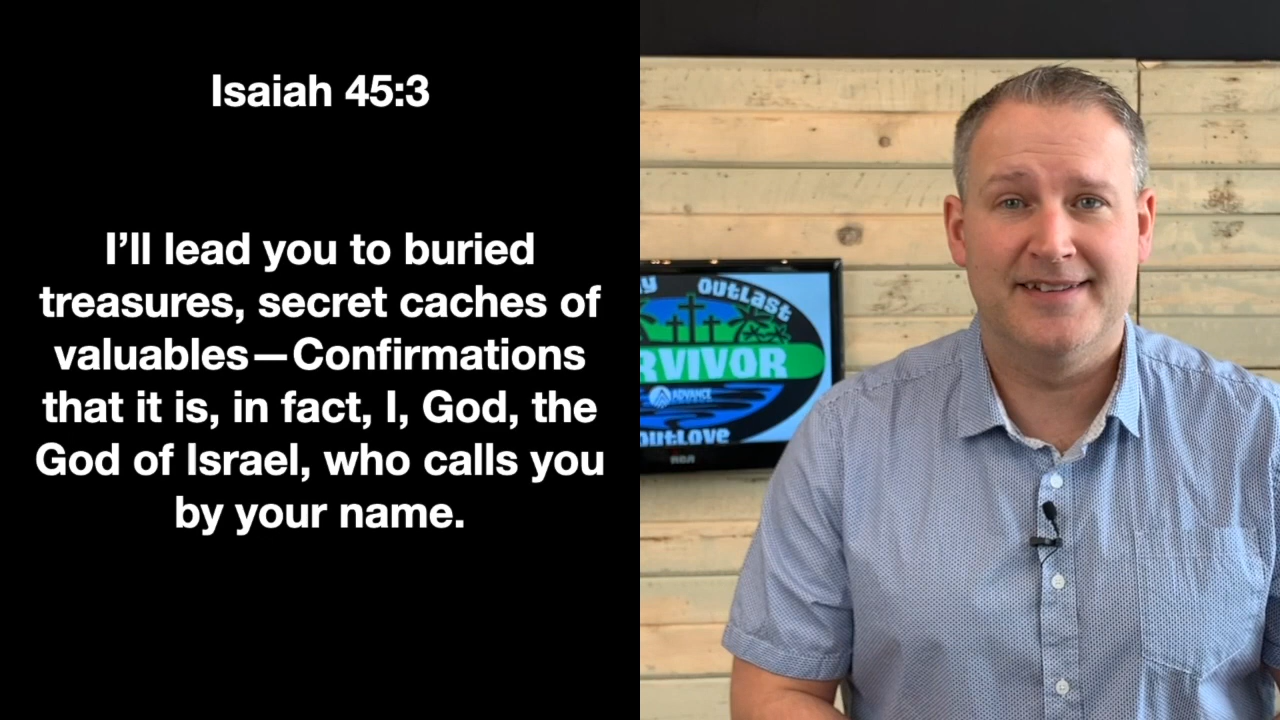 Isaiah 45:3
I’ll lead you to buried
treasures, secret caches of
valuables—Confirmations
that it is, in fact, I, God, the
God of Israel, who calls you
by your name.
OUTLAST
RVIVOR
ADVANCE
OUTLOVE
RCA